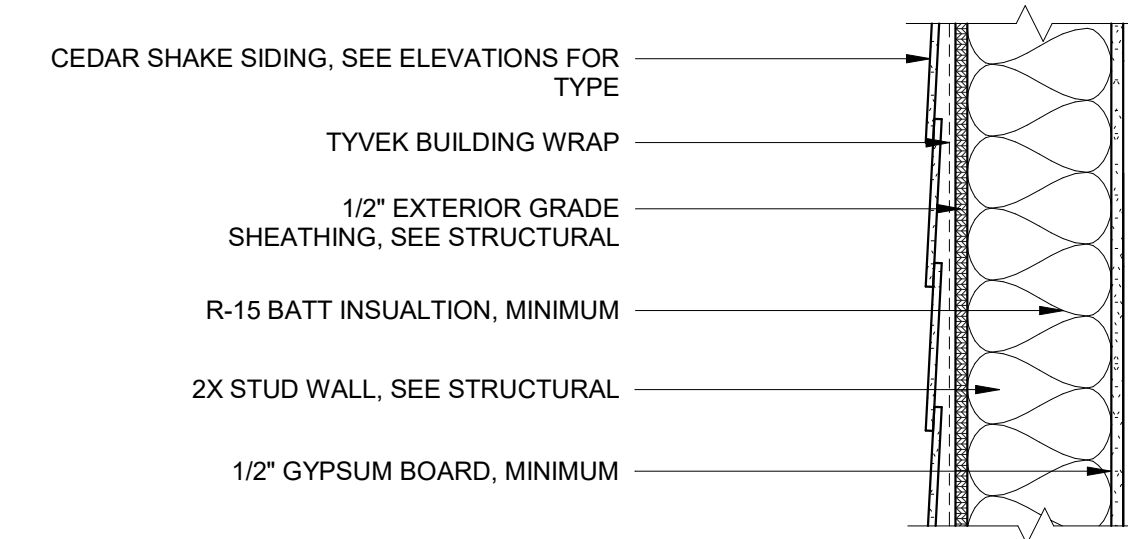 CEDAR SHAKE SIDING, SEE ELEVATIONS FOR
TYPE
TYVEK BUILDING WRAP
1/2" EXTERIOR GRADE
SHEATHING, SEE STRUCTURAL
R-15 BATT INSUALTION, MINIMUM
2X STUD WALL, SEE STRUCTURAL
1/2" GYPSUM BOARD, MINIMUM